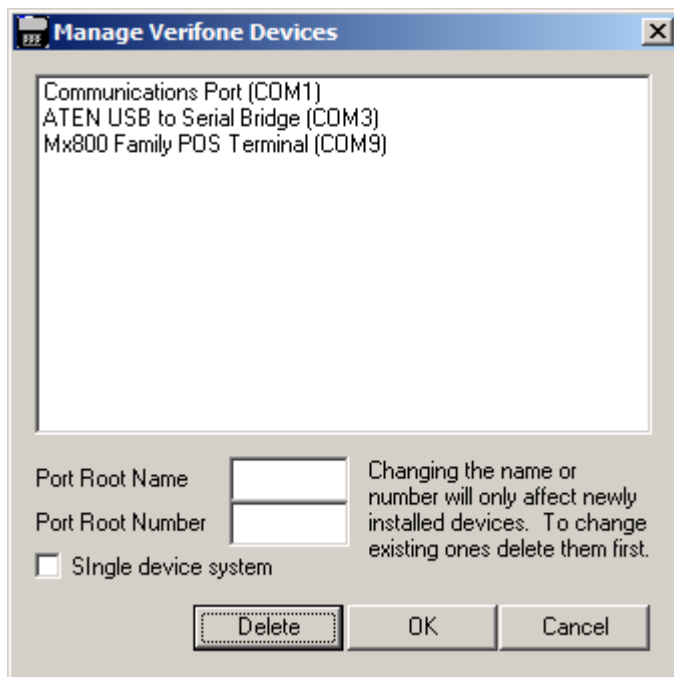 Manage Verifone Devices
Communications Port (COM1)
ATEN USB to Serial Bridge (COM3)
Mx800 Family POS Terminal (COM9)
Port Root Name
Port Root Number
SIngle device system
Changing the name or
number will only affect newly
installed devices. To change
existing ones delete them first.
Delete
OK
Cancel